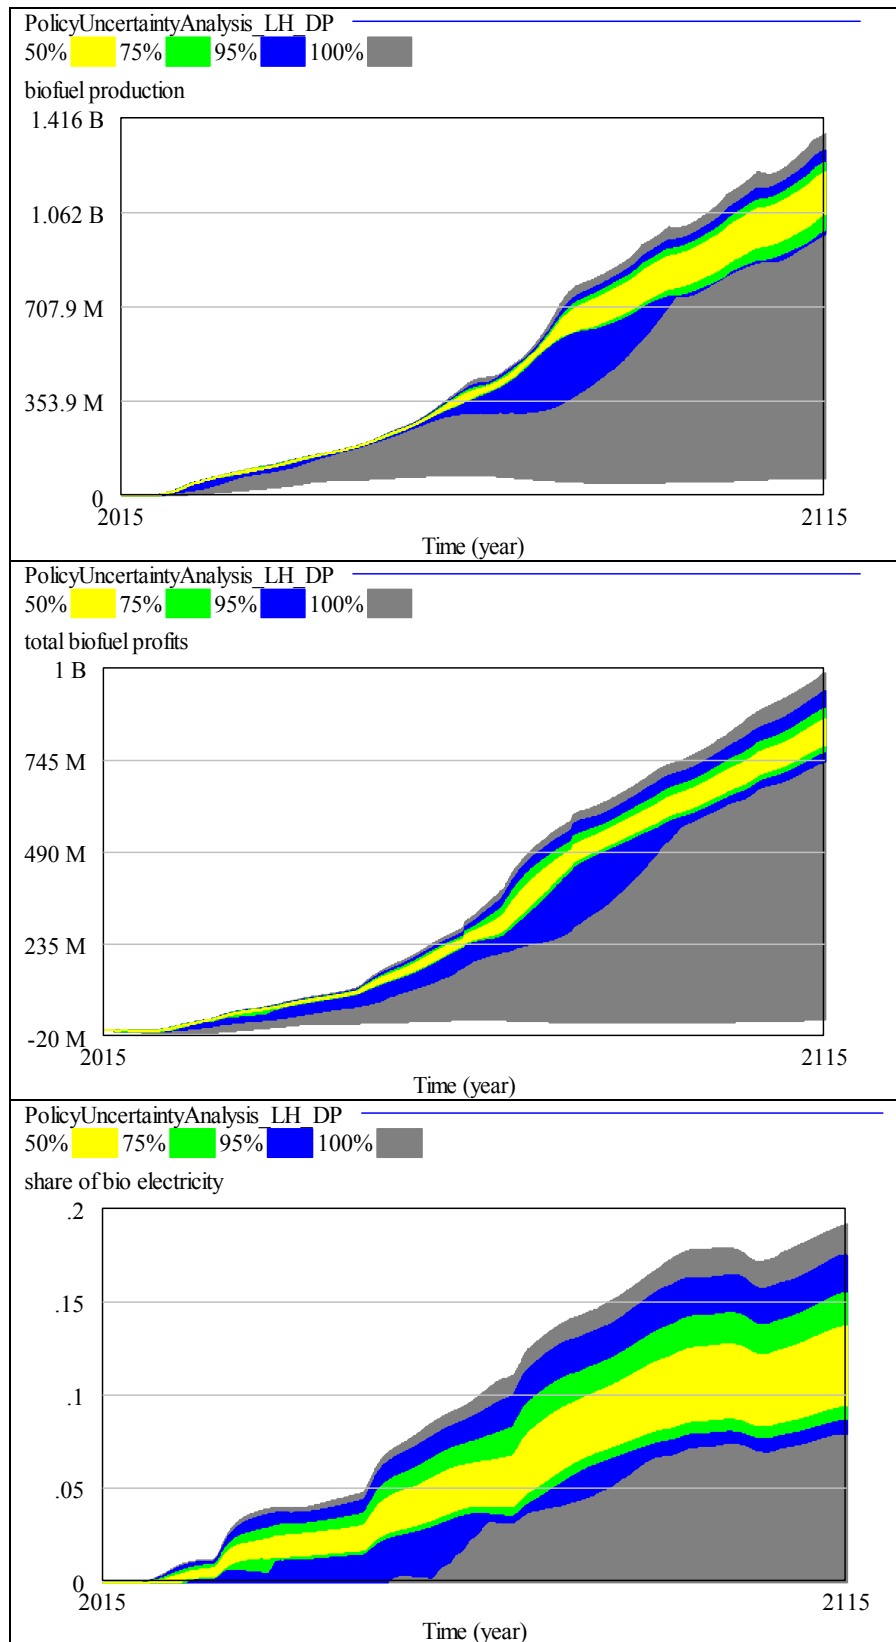 PolicyUncertaintyAnalysis_LH_DP
50% 75% 95% 100%
biofuel production
1.416 B
1.062 B
707.9 M
353.9 M
0
2015 2115
Time (year)
PolicyUncertaintyAnalysis_LH_DP
50% 75% 95% 100%
total biofuel profits
1 B
745 M
490 M
235 M
-20 M
2015 2115
Time (year)
PolicyUncertaintyAnalysis_LH_DP
50% 75% 95% 100%
share of bio electricity
.2
.15
.1
.05
0
2015 2115
Time (year)